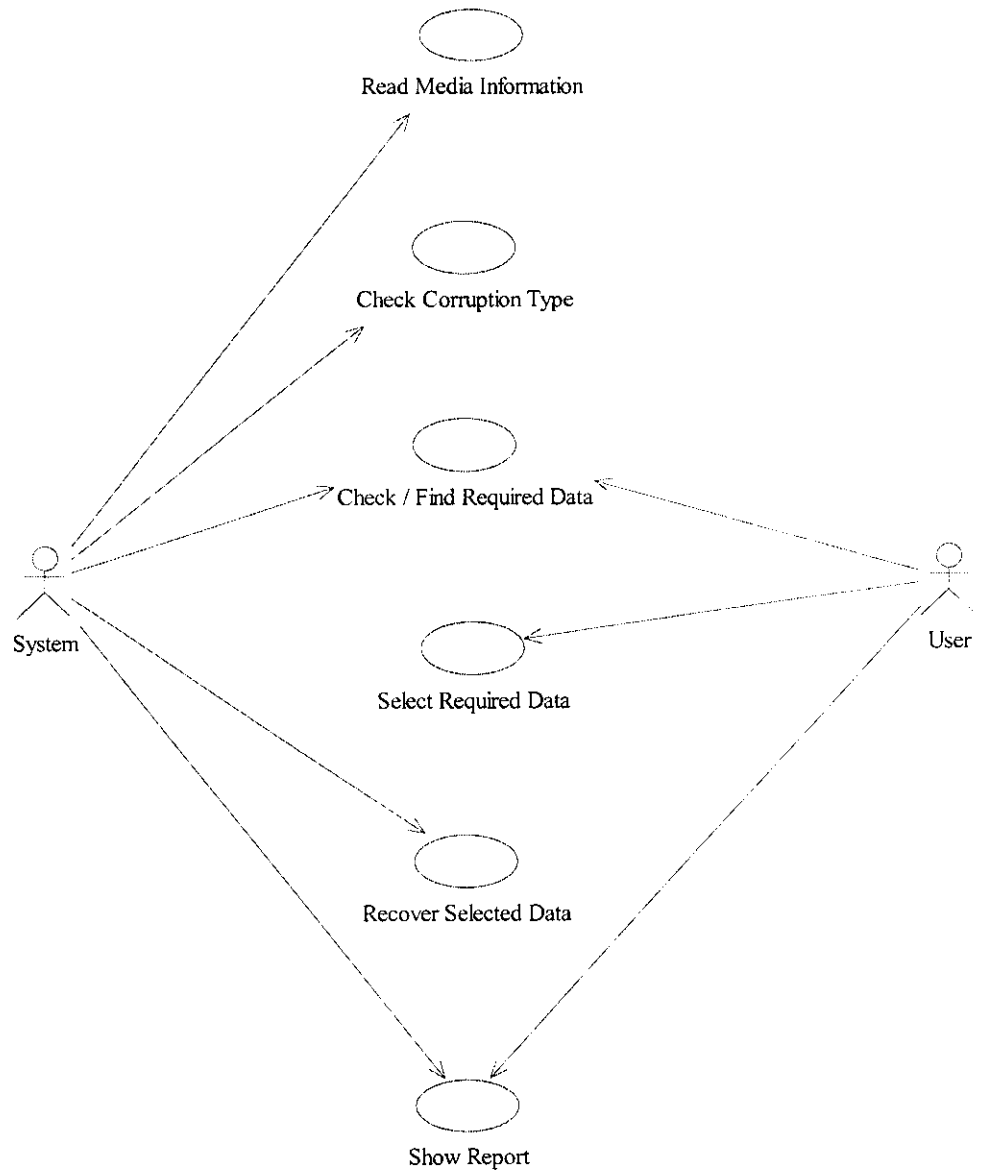 Read Media Information
Check Corruption Type
Check / Find Required Data
System
User
Select Required Data
Recover Selected Data
Show Report